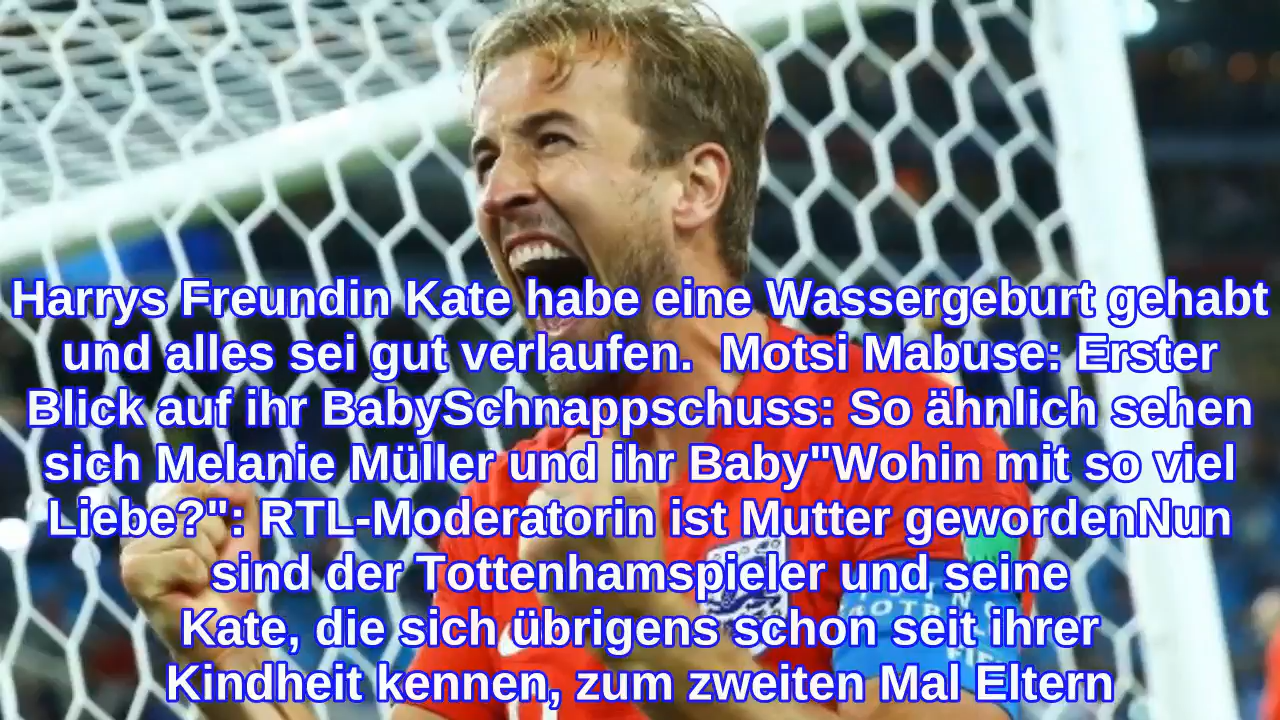 Harrys Freundin Kate habe eine Wassergeburt gehabt
und alles sei gut verlaufen.  Motsi Mabuse: Erster
Blick auf ihr BabySchnappschuss: So ähnlich sehen
sich Melanie Müller und ihr Baby"Wohin mit so viel
Liebe?": RTL-Moderatorin ist Mutter gewordenNun
sind der Tottenhamspieler und seine
Kate, die sich übrigens schon seit ihrer
Kindheit kennen, zum zweiten Mal Eltern